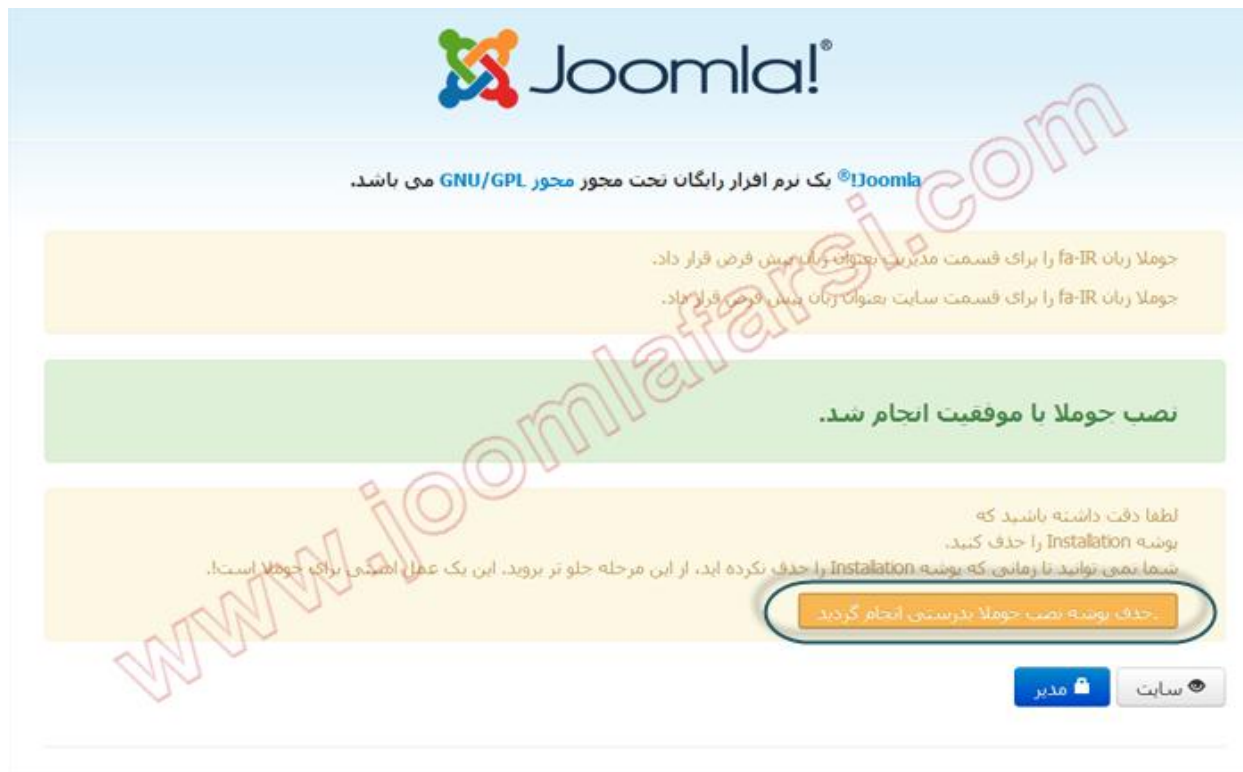 Joomla!®
Joomla!® یک نرم افزار رایگان تحت مجوز مجوز GNU/GPL می باشد.
جوملا زبان fa-IR را برای قسمت مدیریت بعنوان زبان پیش فرض قرار داد.
جوملا زبان fa-IR را برای قسمت سایت بعنوان زبان پیش فرض قرار داد.
نصب جوملا با موفقیت انجام شد.
لطفا دقت داشته باشید که
پوشه Installation را حذف کنید.
شما نمی توانید تا زمانی که پوشه Installation را حذف نکرده اید، از این مرحله جلو تر بروید. این یک عمل امنیتی برای جوملا است!.
.حذف پوشه نصب جوملا بدرستی انجام گردید
سایت
مدیر
www.joomlafarsi.com